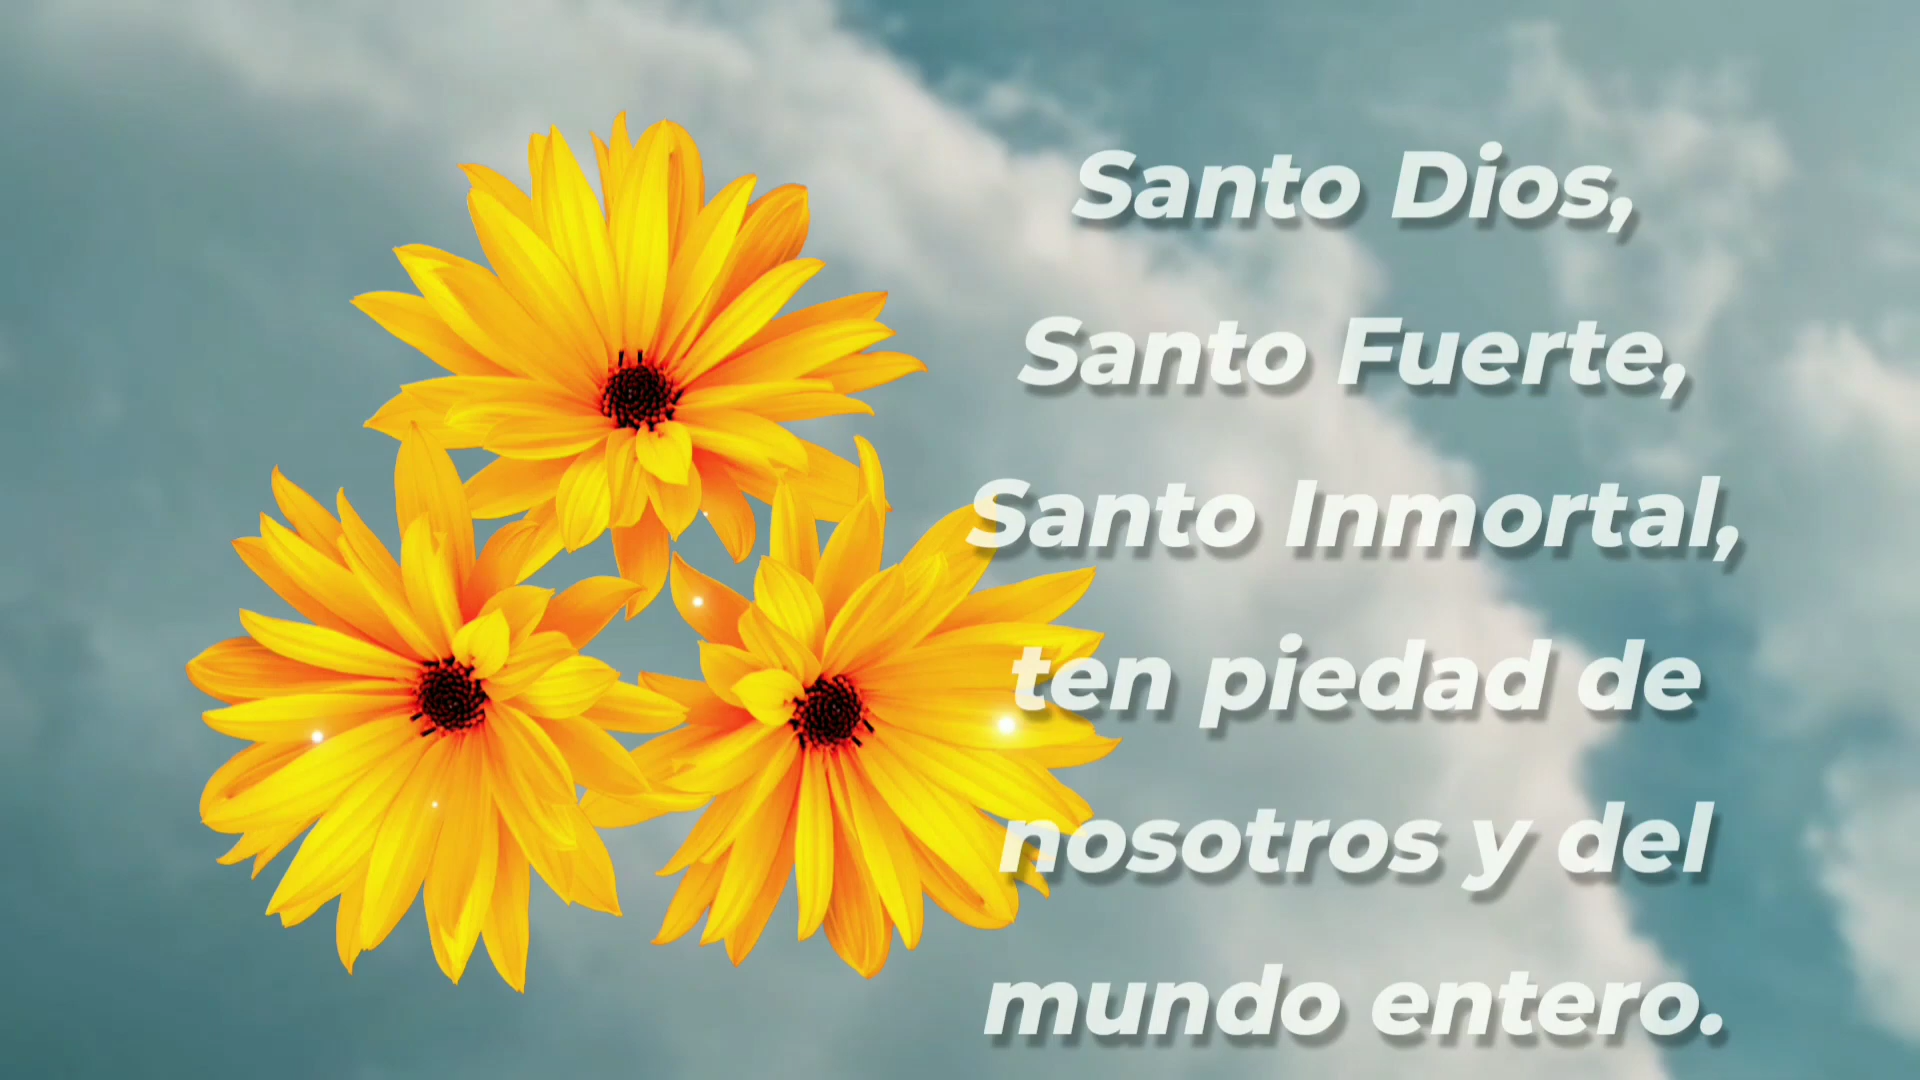 Santo Dios,
Santo Fuerte,
Santo Inmortal,
ten piedad de
nosotros y del
mundo entero.